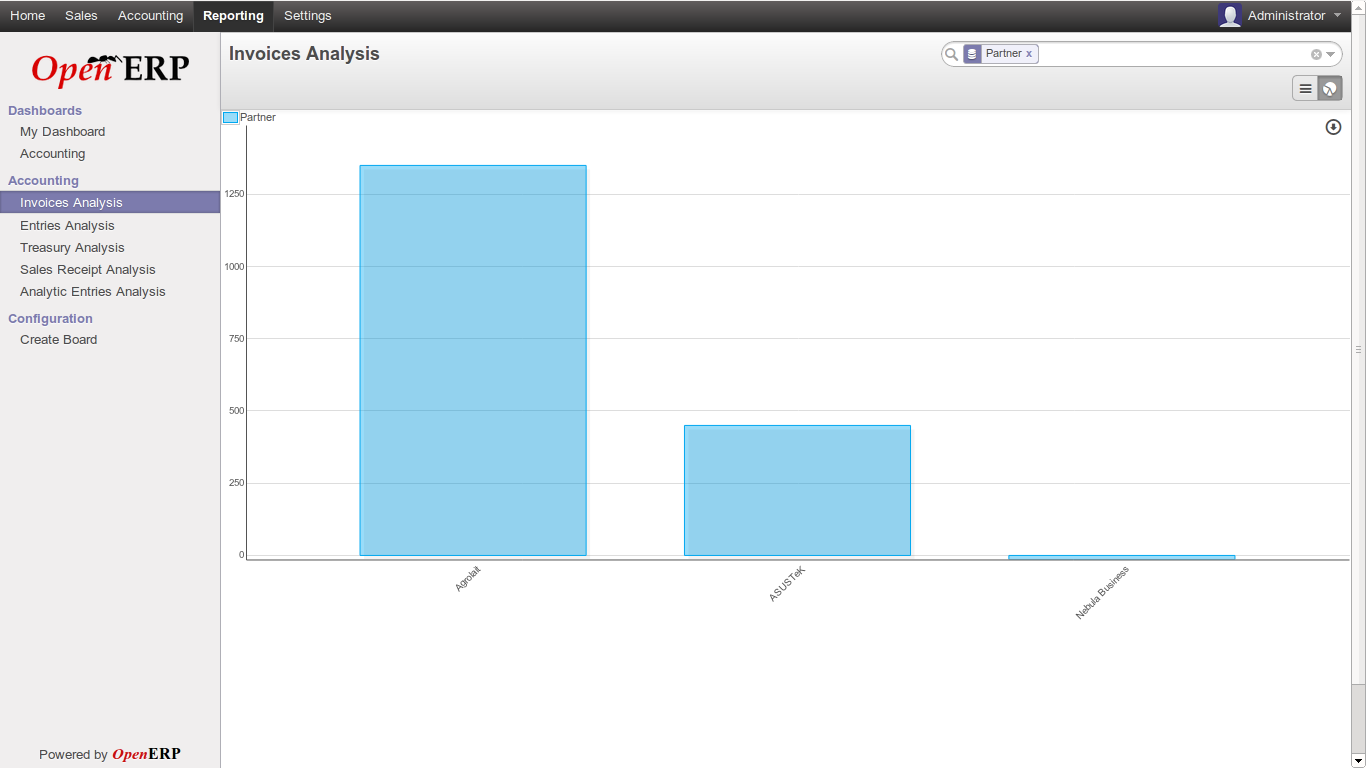 Home Sales Accounting Reporting Settings Administrator
OpenERP
Dashboards
My Dashboard
Accounting
Accounting
Invoices Analysis
Entries Analysis
Treasury Analysis
Sales Receipt Analysis
Analytic Entries Analysis
Configuration
Create Board
Powered by OpenERP
Invoices Analysis
Partner x
Partner
1250
1000
750
500
250
0
Agrolait
ASUSTeK
Nebula Business